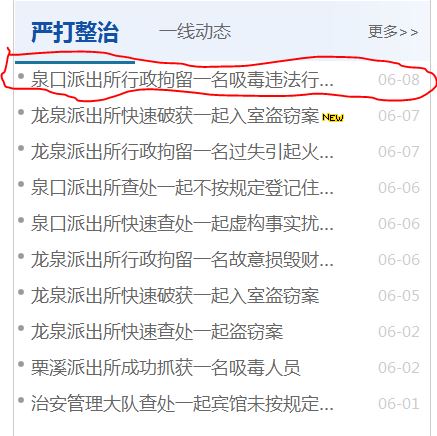 严打整治 一线动态 更多>>
泉口派出所行政拘留一名吸毒违法行... 06-08
龙泉派出所快速破获一起入室盗窃案 NEW 06-07
龙泉派出所行政拘留一名过失引起火... 06-07
泉口派出所查处一起不按规定登记住... 06-06
泉口派出所快速查处一起虚构事实扰... 06-06
龙泉派出所行政拘留一名故意损毁财... 06-06
龙泉派出所快速破获一起入室盗窃案 06-05
龙泉派出所快速查处一起盗窃案 06-02
栗溪派出所成功抓获一名吸毒人员 06-02
治安管理大队查处一起宾馆未按规定... 06-01